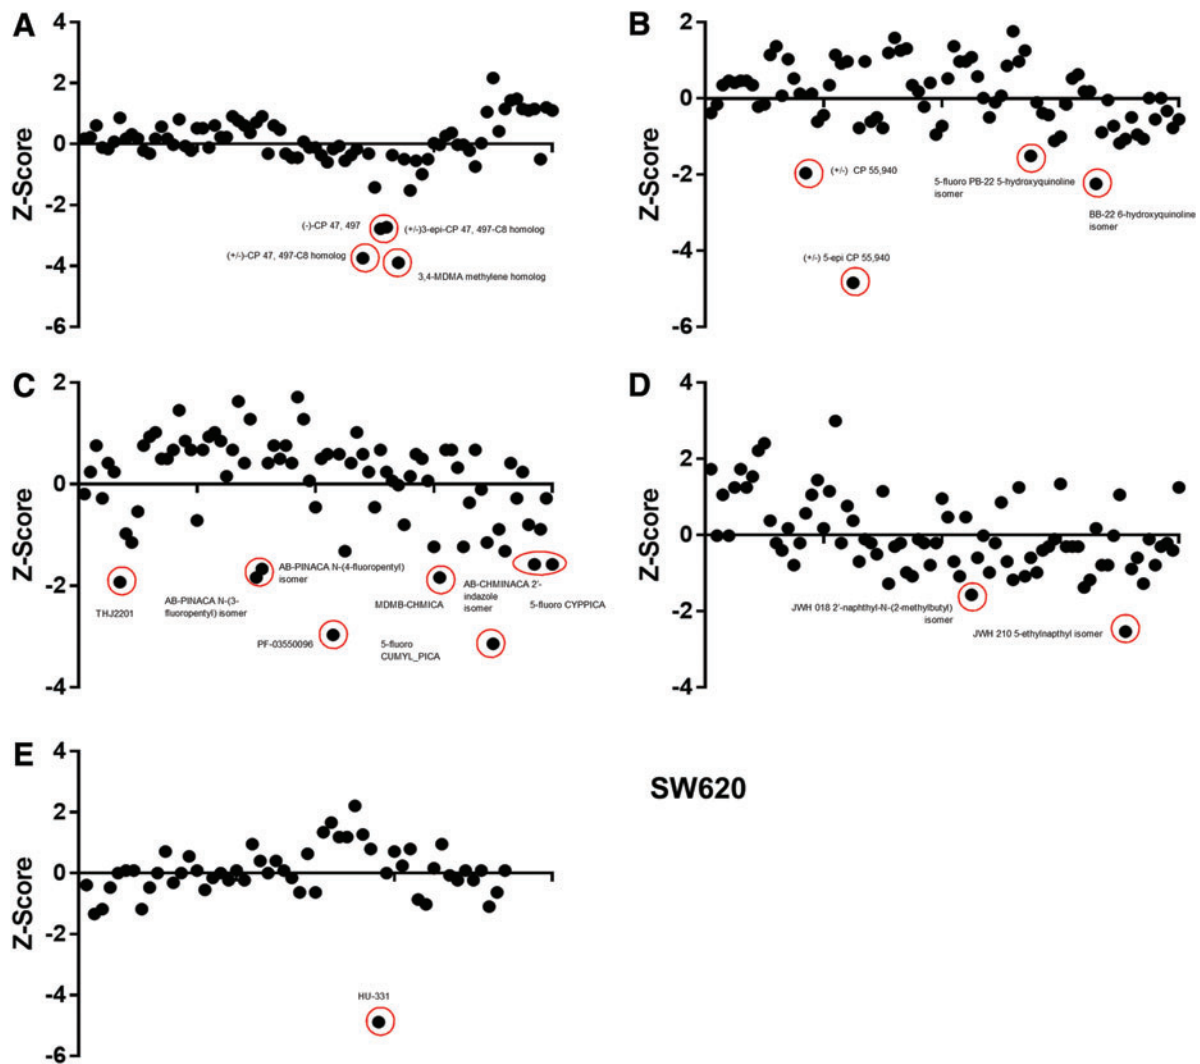 A
4
2
0
-2
-4
-6
Z-Score
(-)-CP 47, 497
(+/-)3-epi-CP 47, 497-C8 homolog
(+/-)-CP 47, 497-C8 homolog
3,4-MDMA methylene homolog
B
2
0
-2
-4
-6
Z-Score
(+/-) CP 55,940
5-fluoro PB-22 5-hydroxyquinoline
isomer
BB-22 6-hydroxyquinoline
isomer
(+/-) 5-epi CP 55,940
C
2
0
-2
-4
Z-Score
THJ2201
AB-PINACA N-(3-
fluoropentyl) isomer
AB-PINACA N-(4-fluoropentyl)
isomer
PF-03550096
MDMB-CHMICA
5-fluoro
CUMYL_PICA
AB-CHMINACA 2′-
indazole
isomer
5-fluoro CYPPICA
D
4
2
0
-2
-4
Z-Score
JWH 018 2′-naphthyl-N-(2-methylbutyl)
isomer
JWH 210 5-ethylnapthyl isomer
E
4
2
0
-2
-4
-6
Z-Score
HU-331
SW620